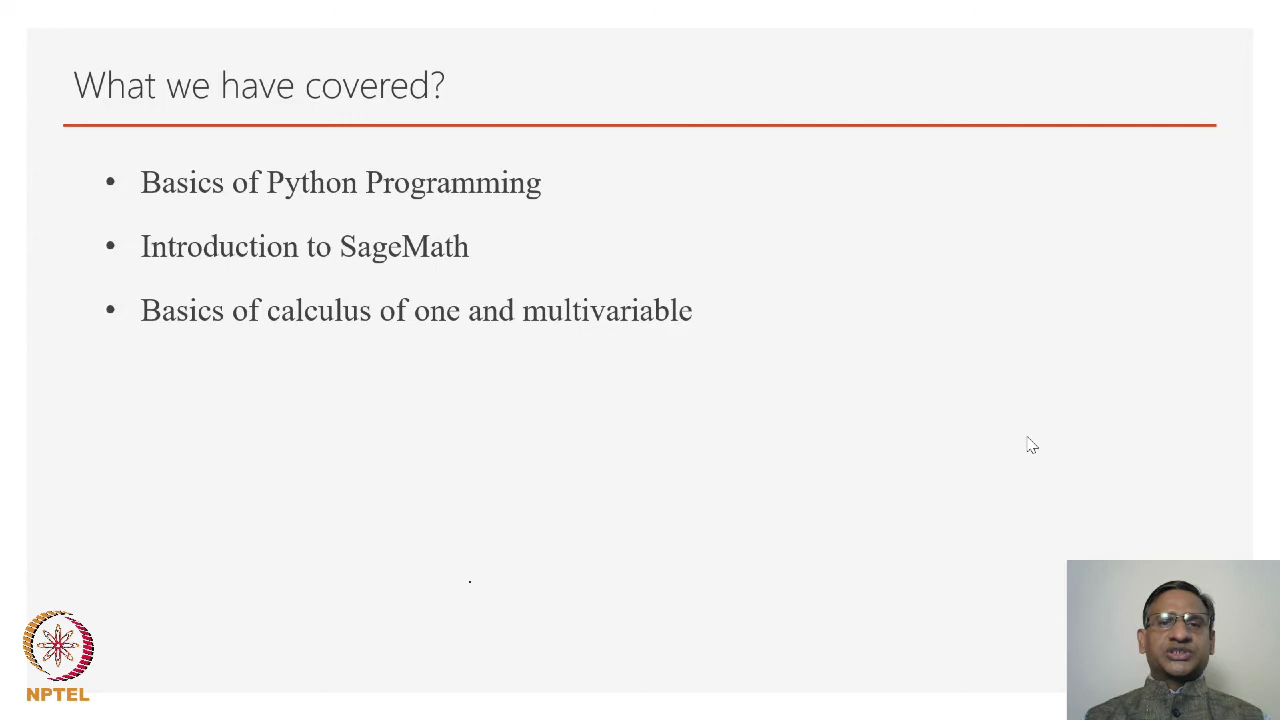 What we have covered?
• Basics of Python Programming
• Introduction to SageMath
• Basics of calculus of one and multivariable
NPTEL